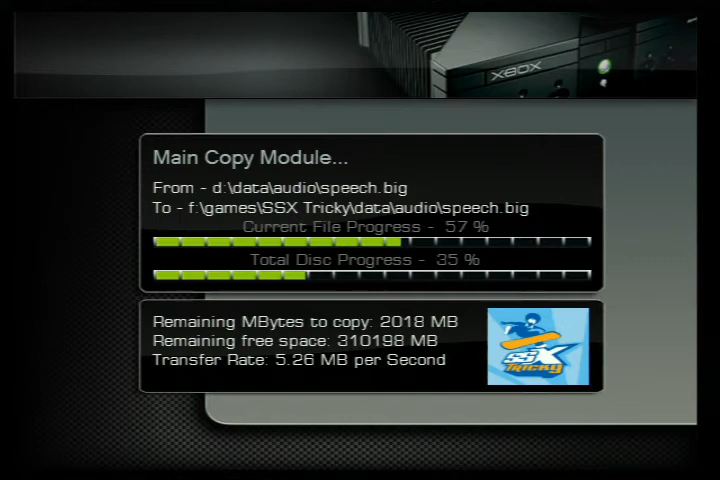 XBOX
Main Copy Module...
From - d:\data\audio\speech.big
To - f:\games\SSX Tricky\data\audio\speech.big
Current File Progress - 57 %
Total Disc Progress - 35 %
Remaining MBytes to copy: 2018 MB
Remaining free space: 310198 MB
Transfer Rate: 5.26 MB per Second
SSX
TRICKY